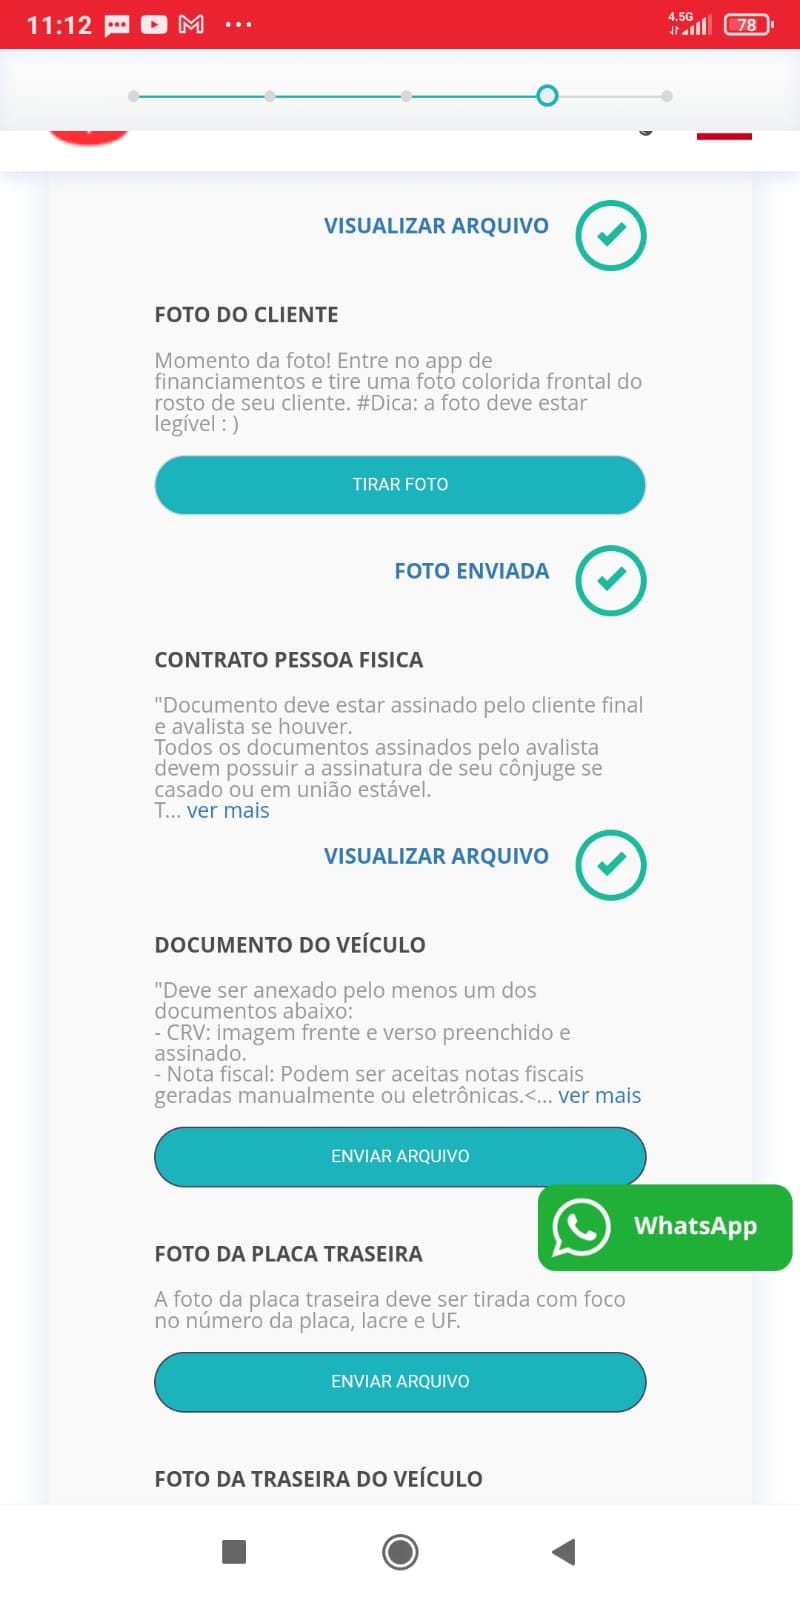 11:12
4.5G
78
VISUALIZAR ARQUIVO
FOTO DO CLIENTE
Momento da foto! Entre no app de
financiamentos e tire uma foto colorida frontal do
rosto de seu cliente. #Dica: a foto deve estar
legível : )
TIRAR FOTO
FOTO ENVIADA
CONTRATO PESSOA FISICA
"Documento deve estar assinado pelo cliente final
e avalista se houver.
Todos os documentos assinados pelo avalista
devem possuir a assinatura de seu cônjuge se
casado ou em união estável.
T... ver mais
VISUALIZAR ARQUIVO
DOCUMENTO DO VEÍCULO
"Deve ser anexado pelo menos um dos
documentos abaixo:
- CRV: imagem frente e verso preenchido e
assinado.
- Nota fiscal: Podem ser aceitas notas fiscais
geradas manualmente ou eletrônicas.<... ver mais
ENVIAR ARQUIVO
WhatsApp
FOTO DA PLACA TRASEIRA
A foto da placa traseira deve ser tirada com foco
no número da placa, lacre e UF.
ENVIAR ARQUIVO
FOTO DA TRASEIRA DO VEÍCULO